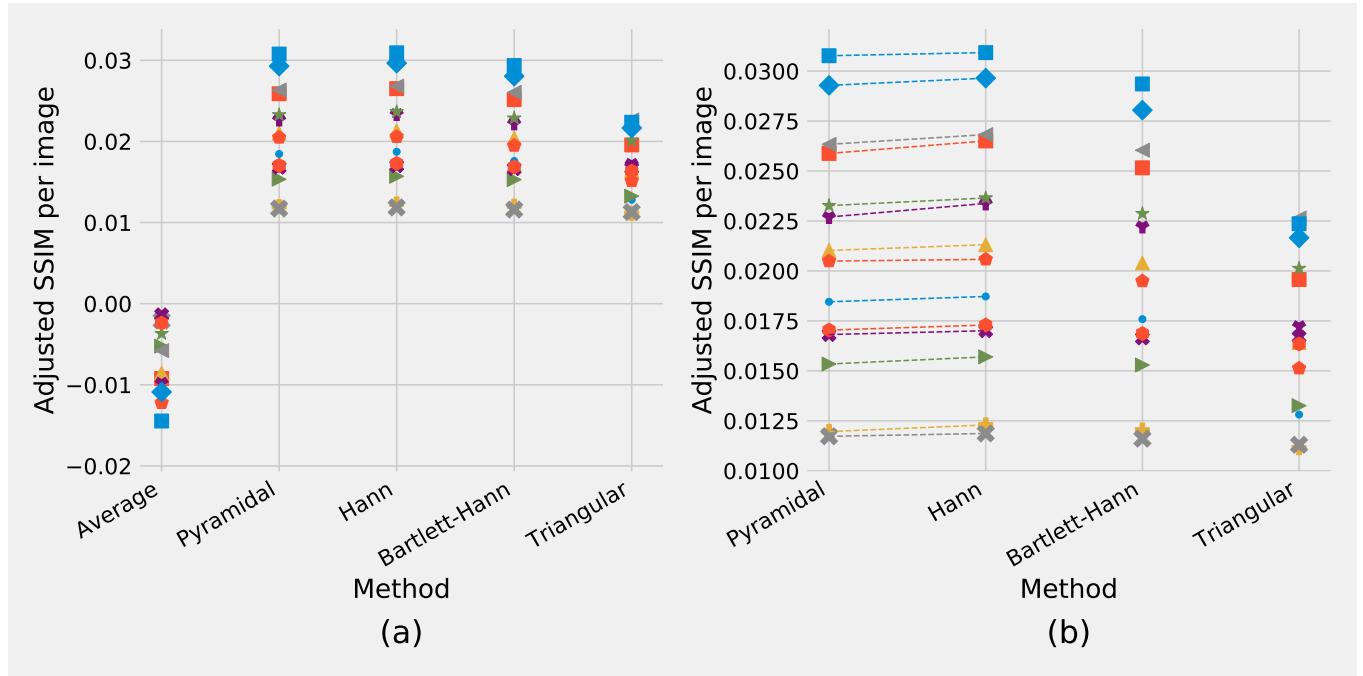 Adjusted SSIM per image
0.03
0.02
0.01
0.00
−0.01
−0.02
Average
Pyramidal
Hann
Bartlett-Hann
Triangular
Method
(a)
Adjusted SSIM per image
0.0300
0.0275
0.0250
0.0225
0.0200
0.0175
0.0150
0.0125
0.0100
Pyramidal
Hann
Bartlett-Hann
Triangular
Method
(b)